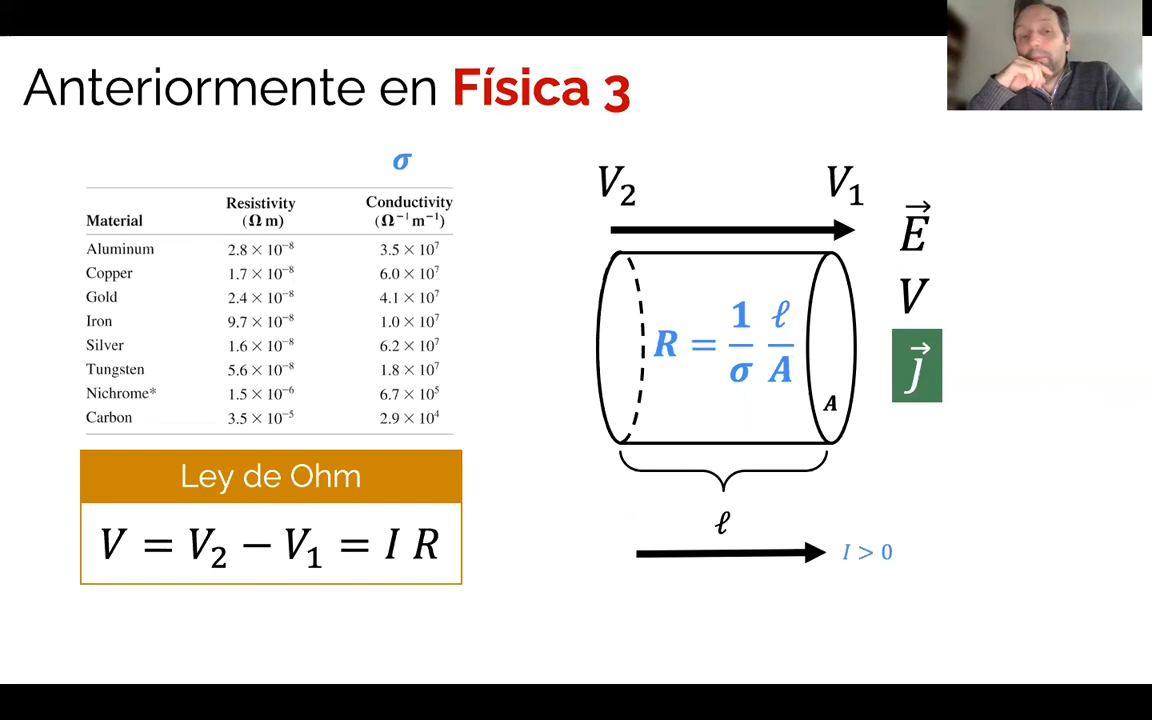 Anteriormente en Física 3
σ
Material Resistivity (Ω m) Conductivity (Ω⁻¹ m⁻¹)
Aluminum 2.8 × 10⁻⁸ 3.5 × 10⁷
Copper 1.7 × 10⁻⁸ 6.0 × 10⁷
Gold 2.4 × 10⁻⁸ 4.1 × 10⁷
Iron 9.7 × 10⁻⁸ 1.0 × 10⁷
Silver 1.6 × 10⁻⁸ 6.2 × 10⁷
Tungsten 5.6 × 10⁻⁸ 1.8 × 10⁷
Nichrome* 1.5 × 10⁻⁶ 6.7 × 10⁵
Carbon 3.5 × 10⁻⁵ 2.9 × 10⁴
Ley de Ohm
V = V₂ − V₁ = I R
V₂ V₁
R = 1/σ ℓ/A
A
ℓ
I > 0
E⃗
V
j⃗